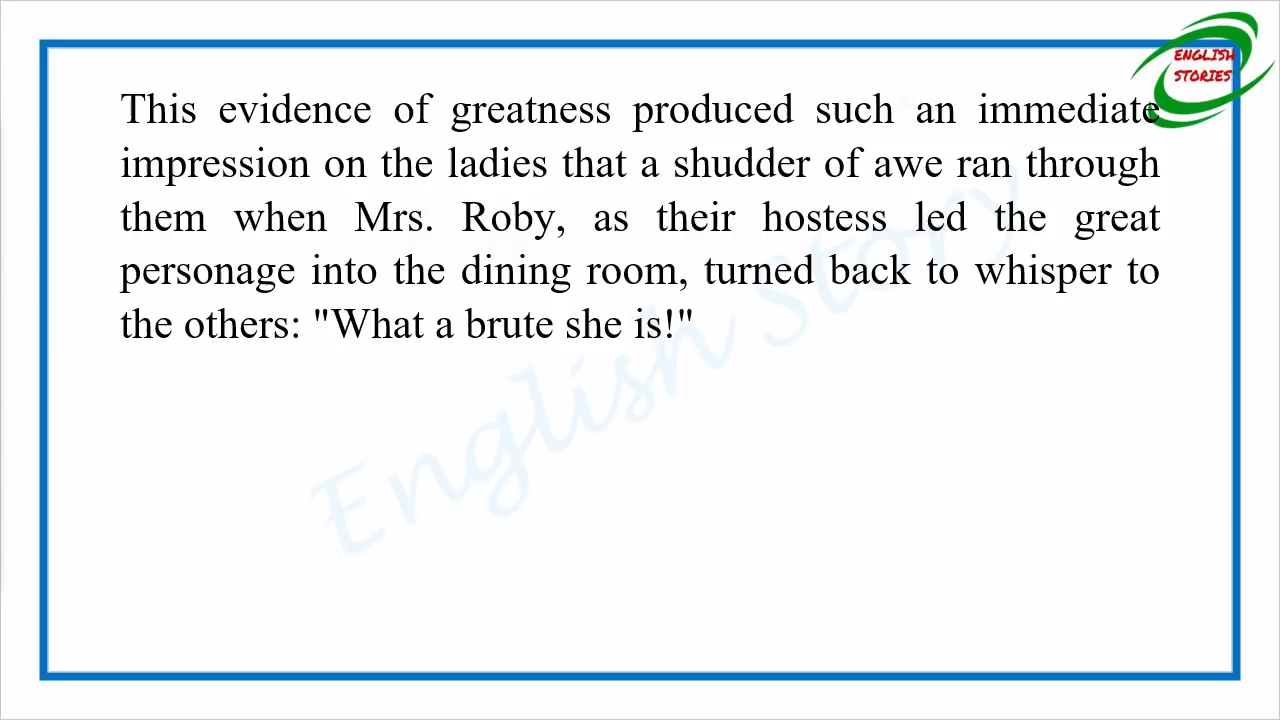 ENGLISH
STORIES
This evidence of greatness produced such an immediate
impression on the ladies that a shudder of awe ran through
them when Mrs. Roby, as their hostess led the great
personage into the dining room, turned back to whisper to
the others: "What a brute she is!"
English Story